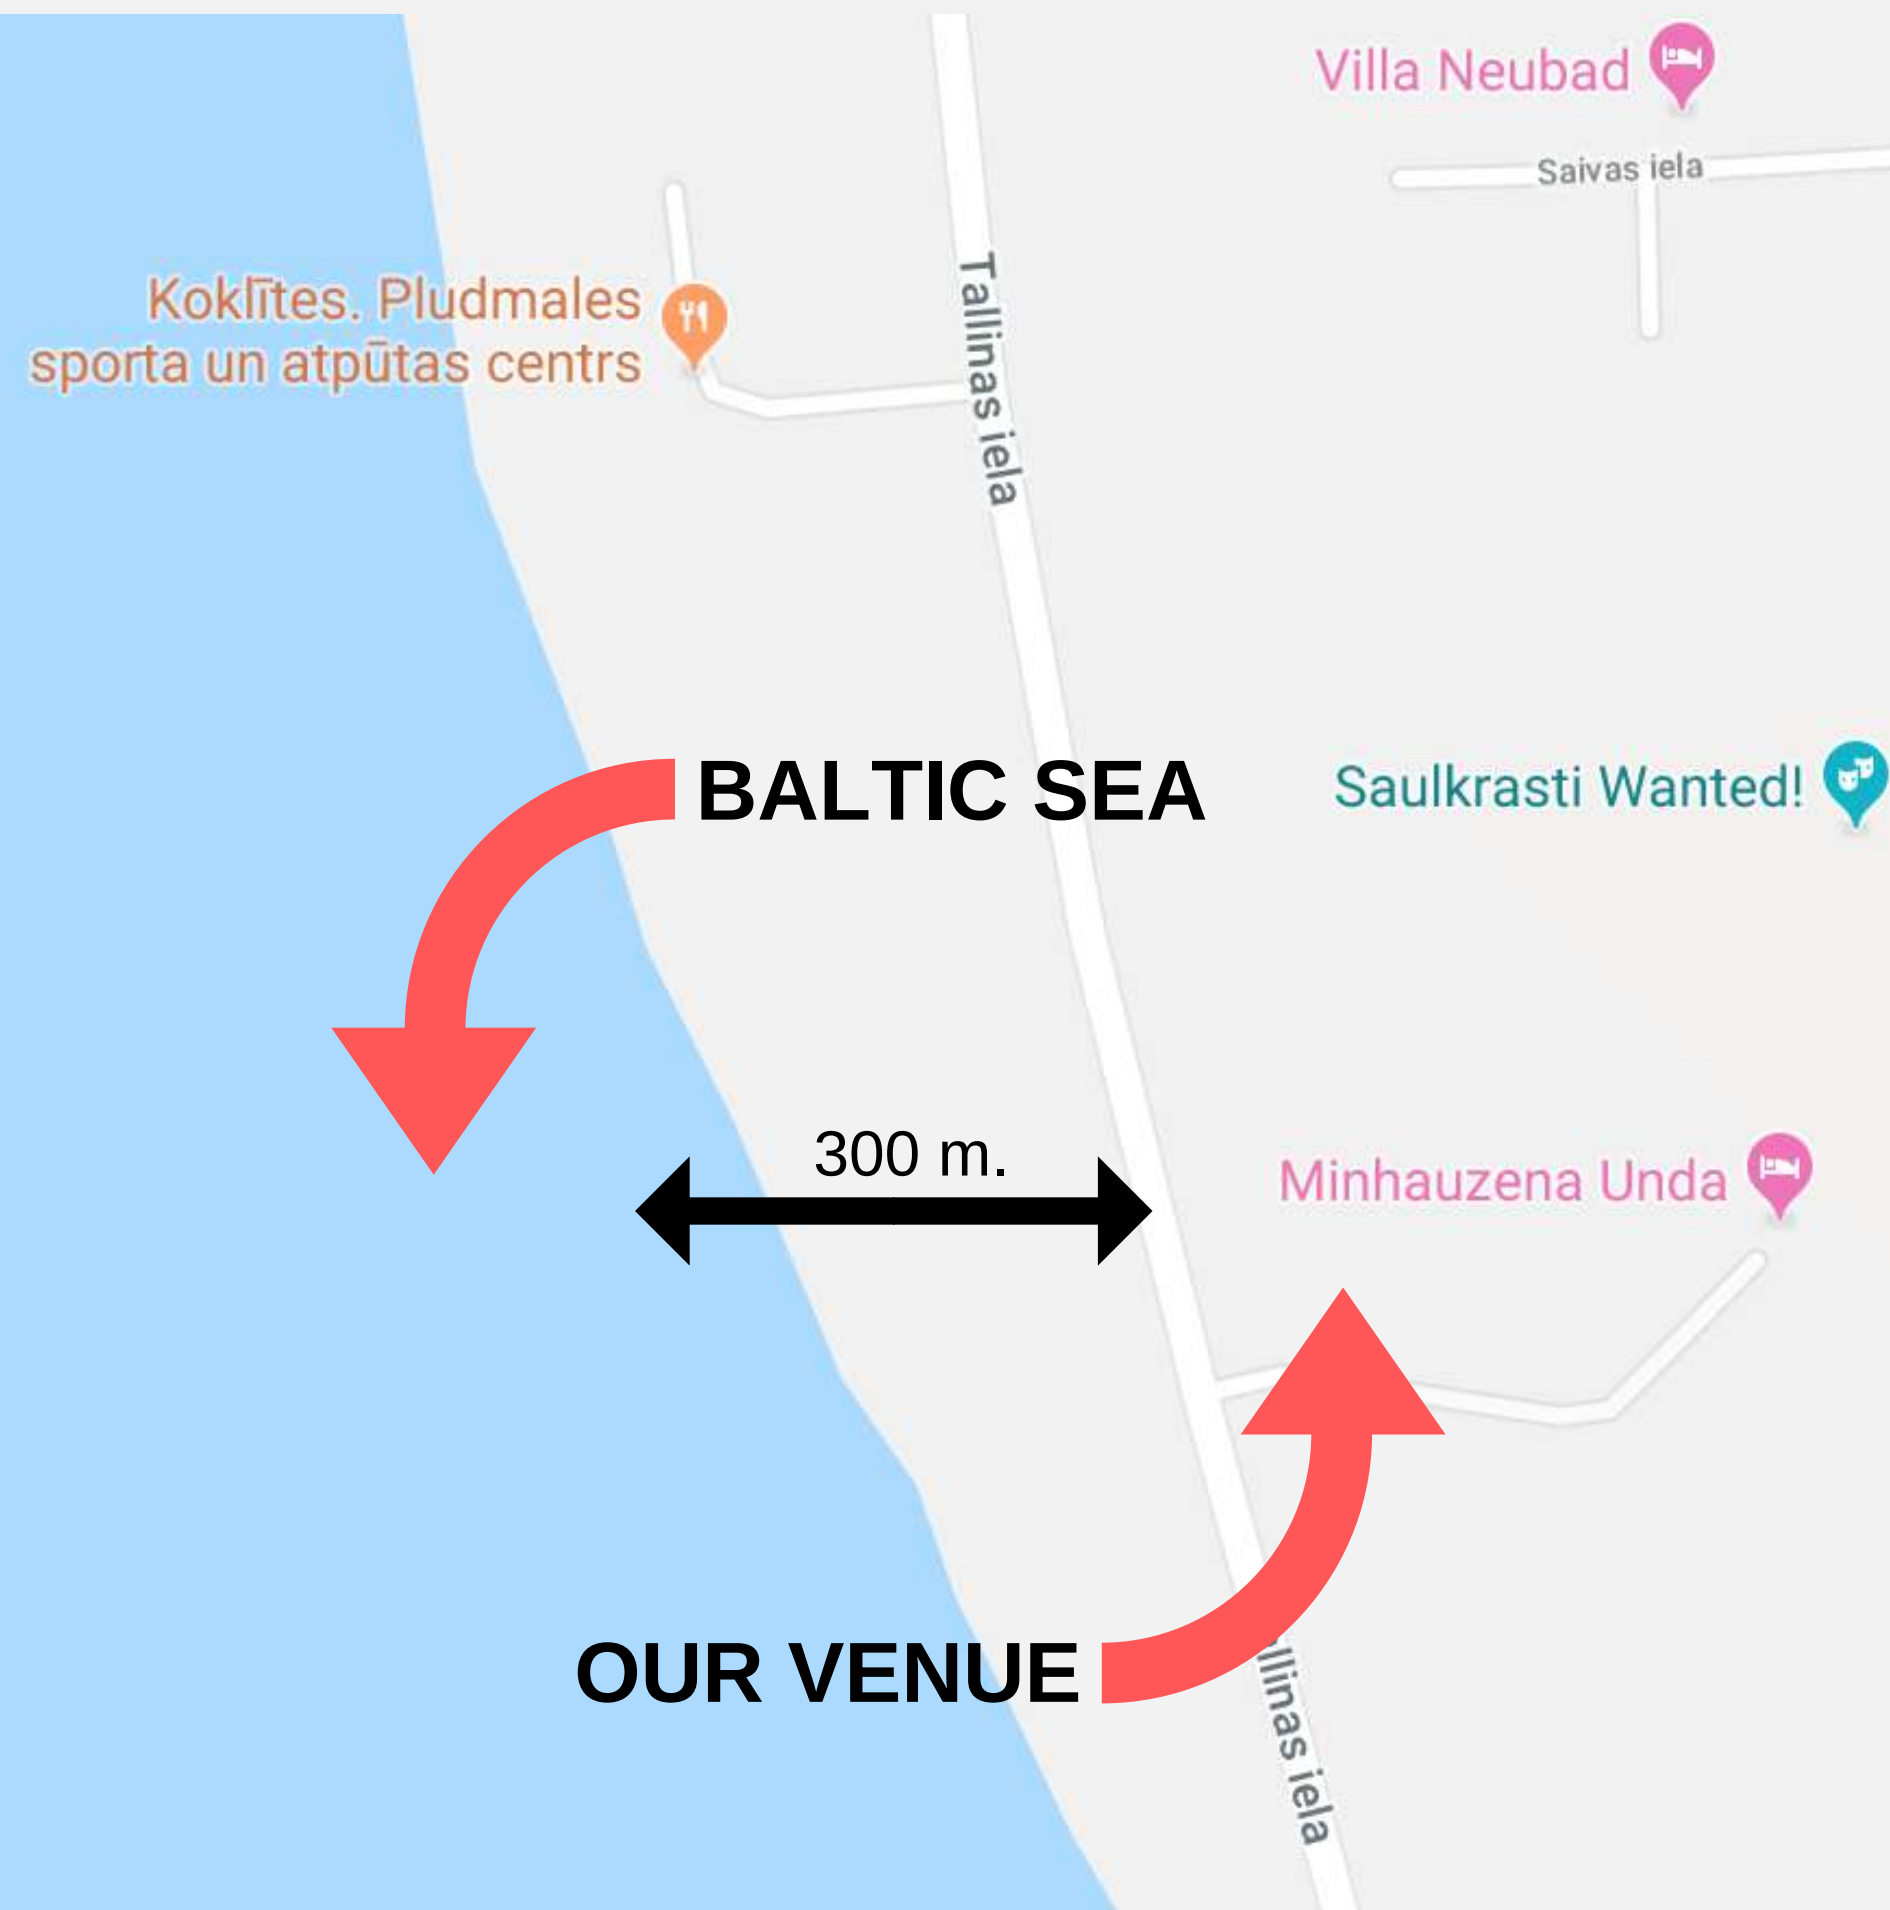 Villa Neubad
Saivas iela
Tallinas iela
Koklītes. Pludmales
sporta un atpūtas centrs
BALTIC SEA
Saulkrasti Wanted!
300 m.
Minhauzena Unda
OUR VENUE
llinas iela